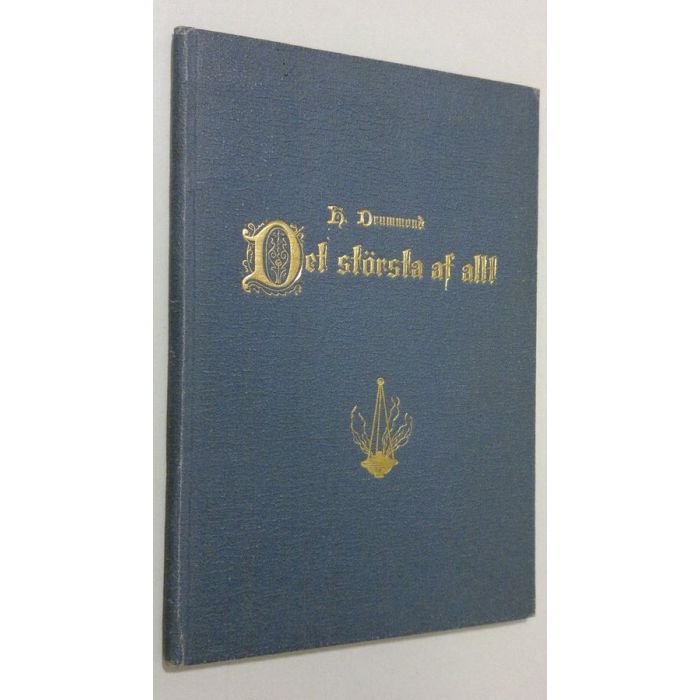 H. Drummond
Det största af allt